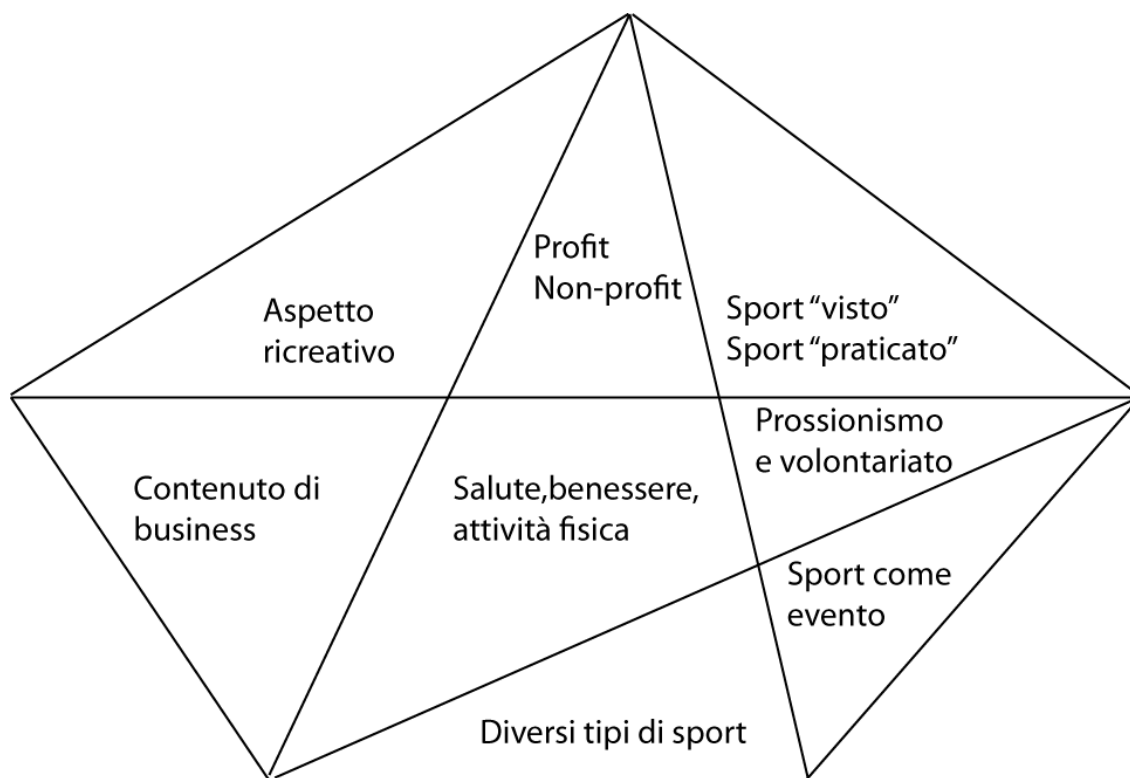 Profit
Non-profit
Aspetto
ricreativo
Sport “visto”
Sport “praticato”
Prossionismo
e volontariato
Contenuto di
business
Salute,benessere,
attività fisica
Sport come
evento
Diversi tipi di sport